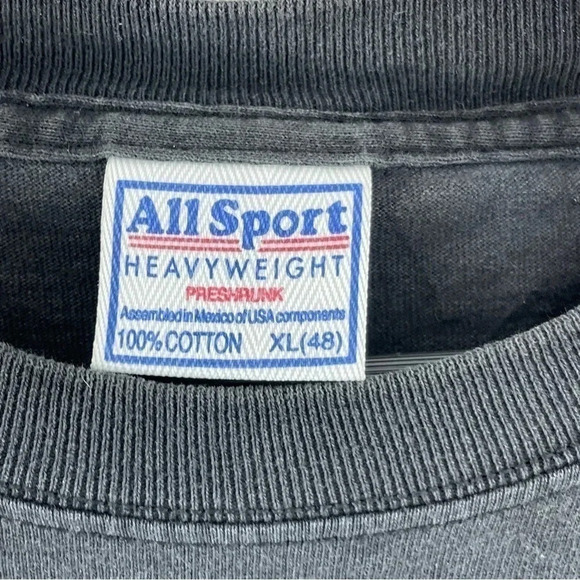 All Sport
HEAVYWEIGHT
PRESHRUNK
Assembled in Mexico of USA components
100% COTTON XL(48)